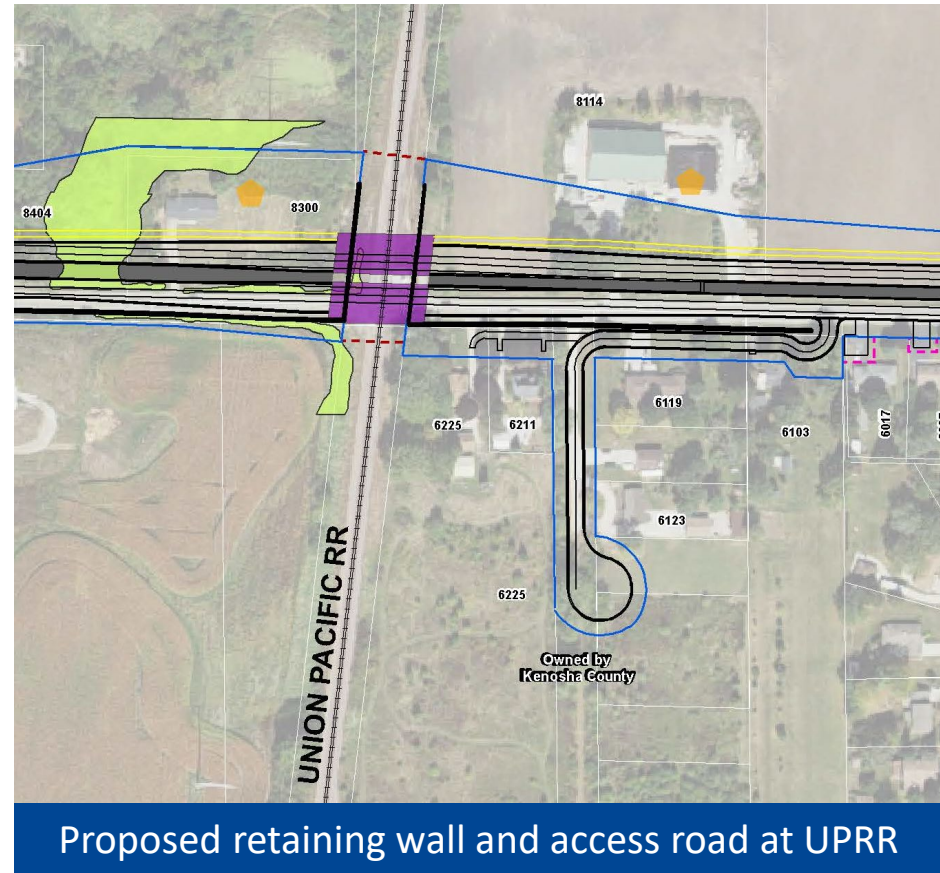 8114
8404
8300
6119
6225
6211
6103
6017
6123
6225
UNION PACIFIC RR
Owned by
Kenosha County
Proposed retaining wall and access road at UPRR